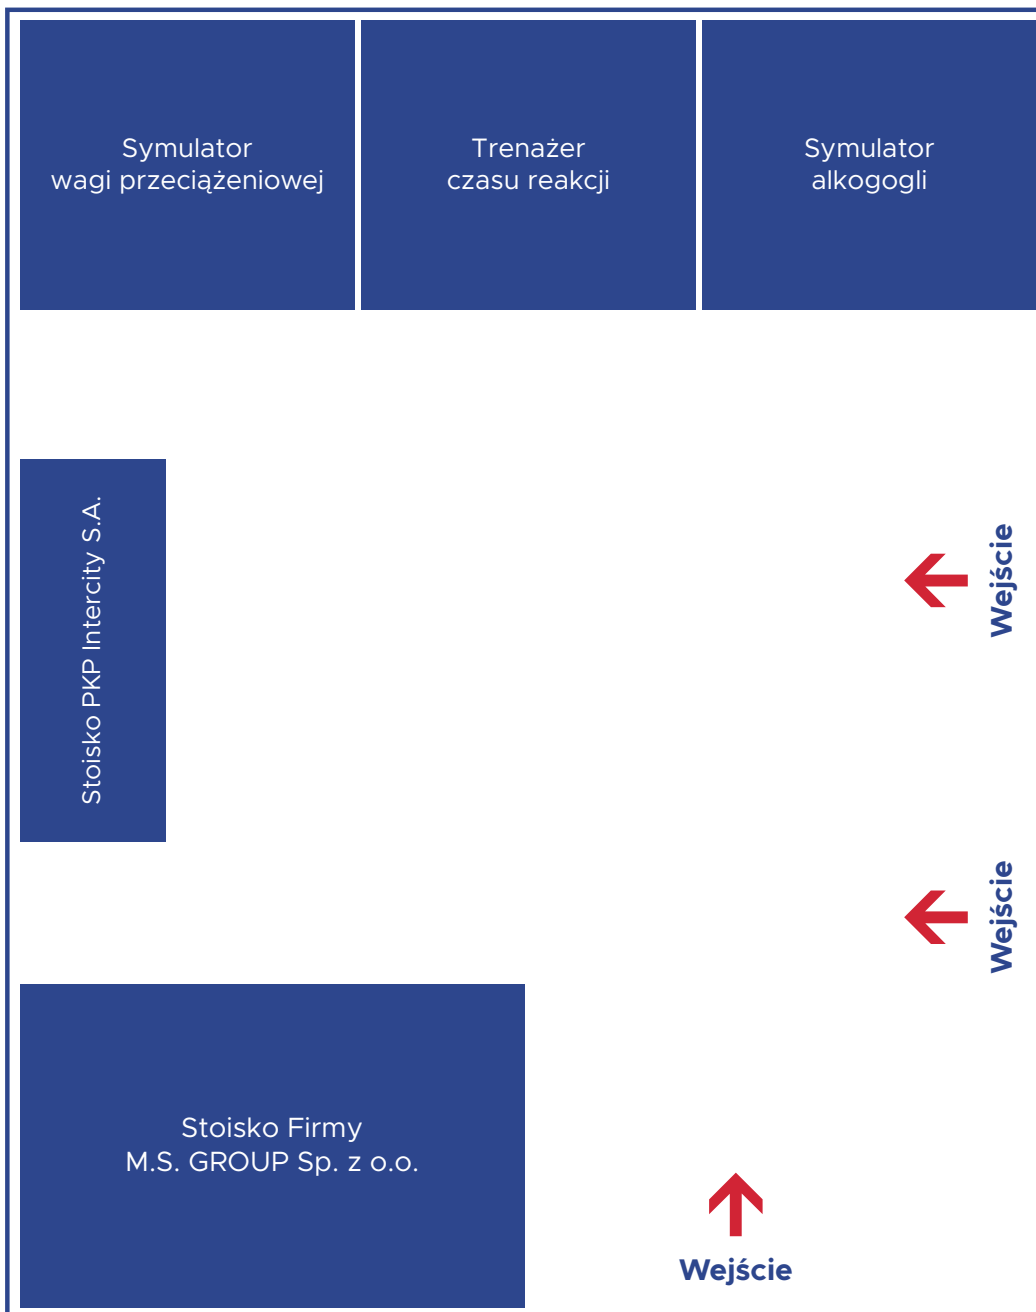 Symulator
wagi przeciążeniowej
Trenażer
czasu reakcji
Symulator
alkogogli
Stoisko PKP Intercity S.A.
Wejście
Wejście
Stoisko Firmy
M.S. GROUP Sp. z o.o.
Wejście